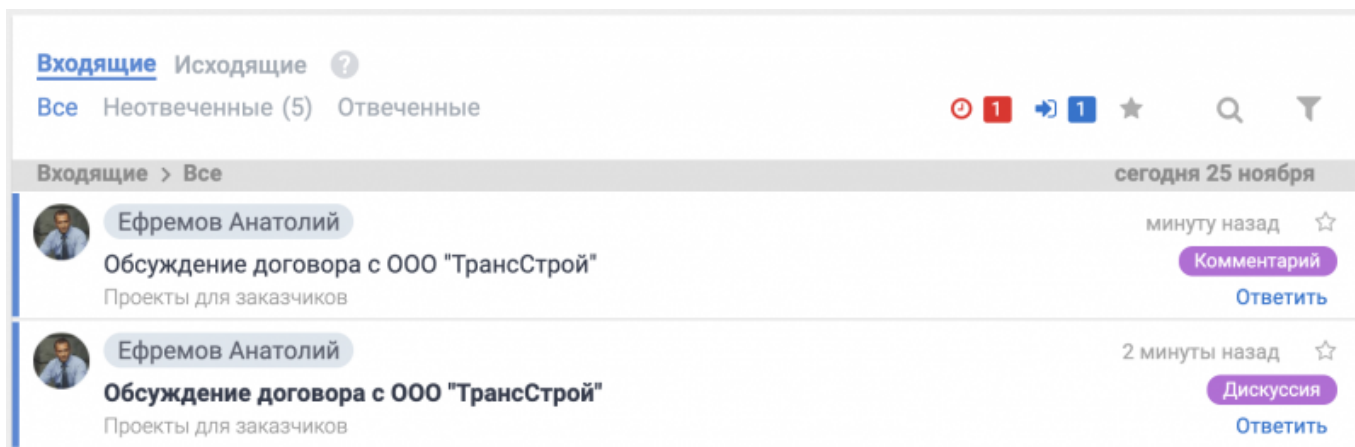 Входящие Исходящие ?
Все Неотвеченные (5) Отвеченные 1 1
Входящие > Все сегодня 25 ноября
Ефремов Анатолий минуту назад
Обсуждение договора с ООО "ТрансСтрой" Комментарий
Проекты для заказчиков Ответить
Ефремов Анатолий 2 минуты назад
Обсуждение договора с ООО "ТрансСтрой" Дискуссия
Проекты для заказчиков Ответить